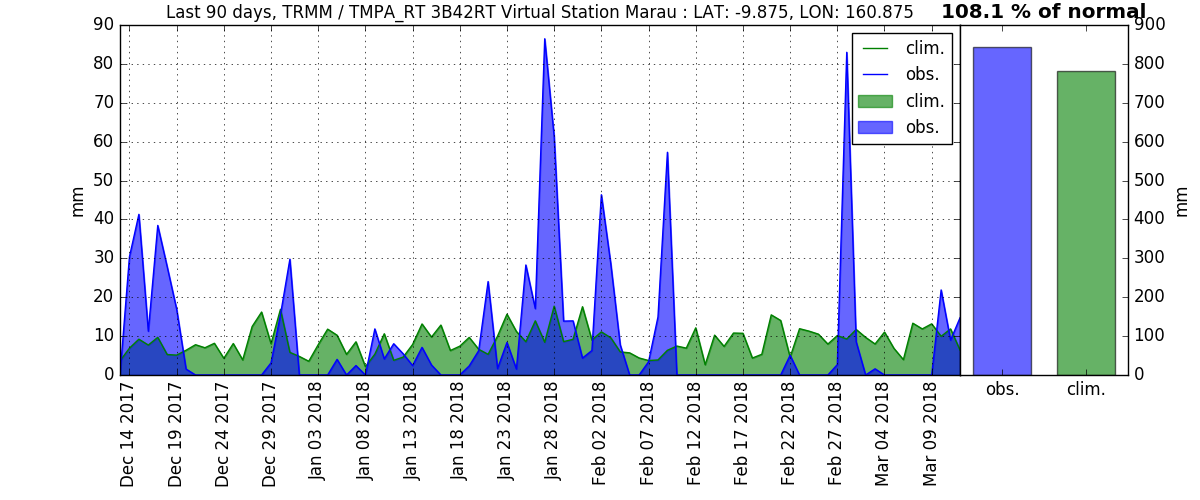 Last 90 days, TRMM / TMPA_RT 3B42RT Virtual Station Marau : LAT: -9.875, LON: 160.875
108.1 % of normal
90
80
70
60
50
40
30
20
10
0
mm
clim.
obs.
clim.
obs.
900
800
700
600
500
400
300
200
100
0
mm
obs.
clim.
Dec 14 2017
Dec 19 2017
Dec 24 2017
Dec 29 2017
Jan 03 2018
Jan 08 2018
Jan 13 2018
Jan 18 2018
Jan 23 2018
Jan 28 2018
Feb 02 2018
Feb 07 2018
Feb 12 2018
Feb 17 2018
Feb 22 2018
Feb 27 2018
Mar 04 2018
Mar 09 2018